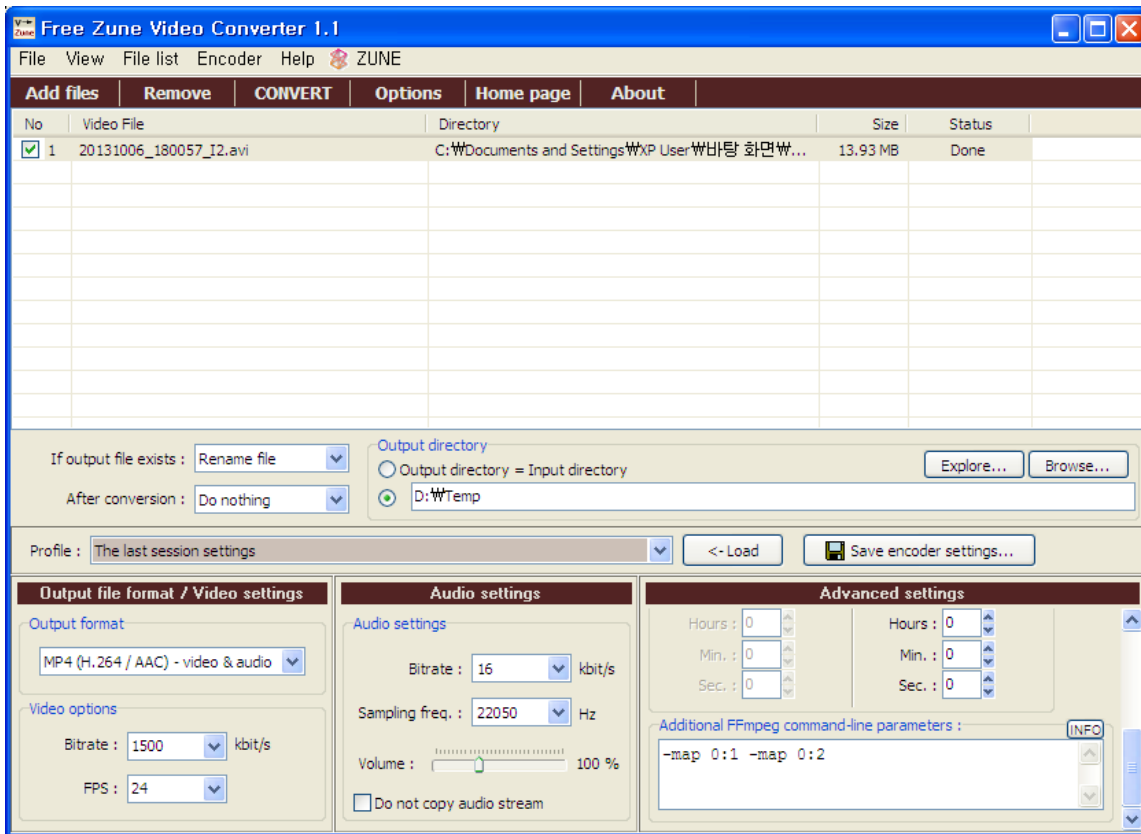 Free Zune Video Converter 1.1
File View File list Encoder Help ZUNE
Add files Remove CONVERT Options Home page About
No Video File Directory Size Status
1 20131006_180057_I2.avi C:₩Documents and Settings₩XP User₩바탕 화면₩... 13.93 MB Done
If output file exists : Rename file
After conversion : Do nothing
Output directory
Output directory = Input directory
Explore... Browse...
D:₩Temp
Profile : The last session settings <- Load Save encoder settings...
Output file format / Video settings
Output format
MP4 (H.264 / AAC) - video & audio
Video options
Bitrate : 1500 kbit/s
FPS : 24
Audio settings
Audio settings
Bitrate : 16 kbit/s
Sampling freq. : 22050 Hz
Volume : 100 %
Do not copy audio stream
Advanced settings
Hours : 0 Hours : 0
Min. : 0 Min. : 0
Sec. : 0 Sec. : 0
Additional FFmpeg command-line parameters : INFO
-map 0:1 -map 0:2